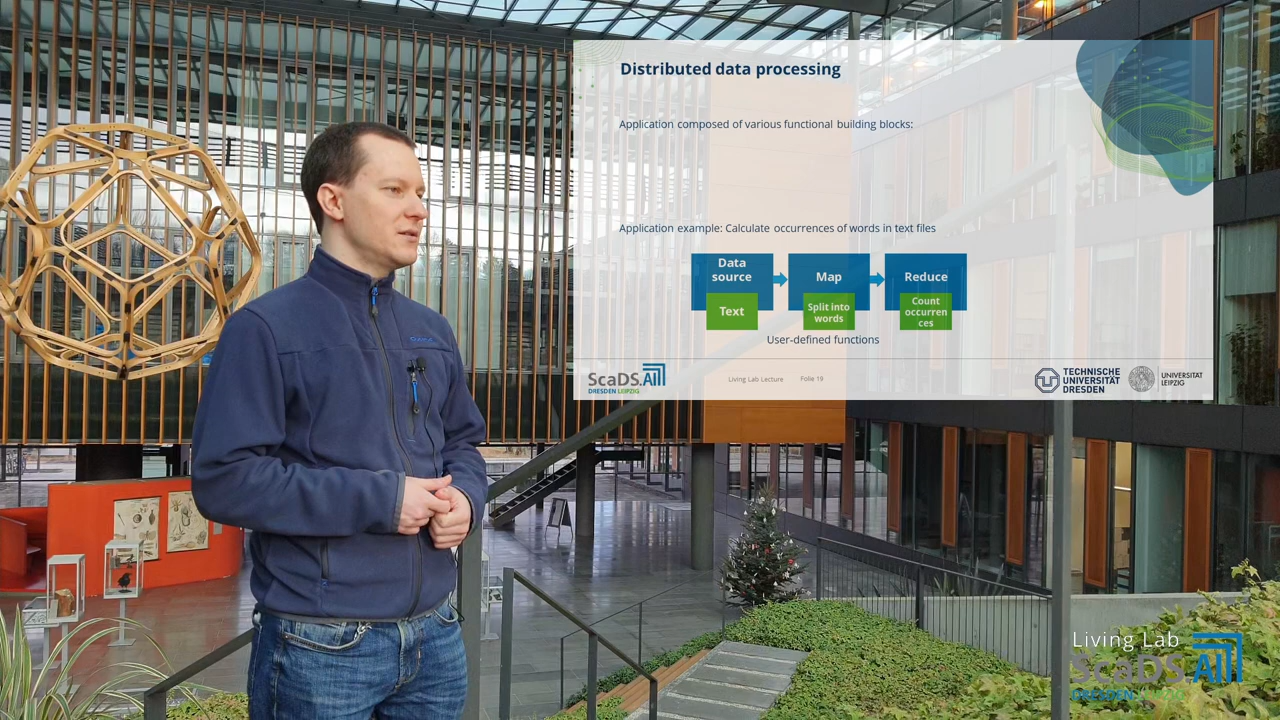 Distributed data processing
Application composed of various functional building blocks:
Application example: Calculate occurrences of words in text files
Data
source
Map
Reduce
Text
Split into
words
Count
occurren
ces
User-defined functions
ScaDS.AI
DRESDEN LEIPZIG
Living Lab Lecture
Folie 19
TECHNISCHE
UNIVERSITÄT
DRESDEN
UNIVERSITÄT
LEIPZIG
Living Lab
ScaDS.AI
DRESDEN LEIPZIG